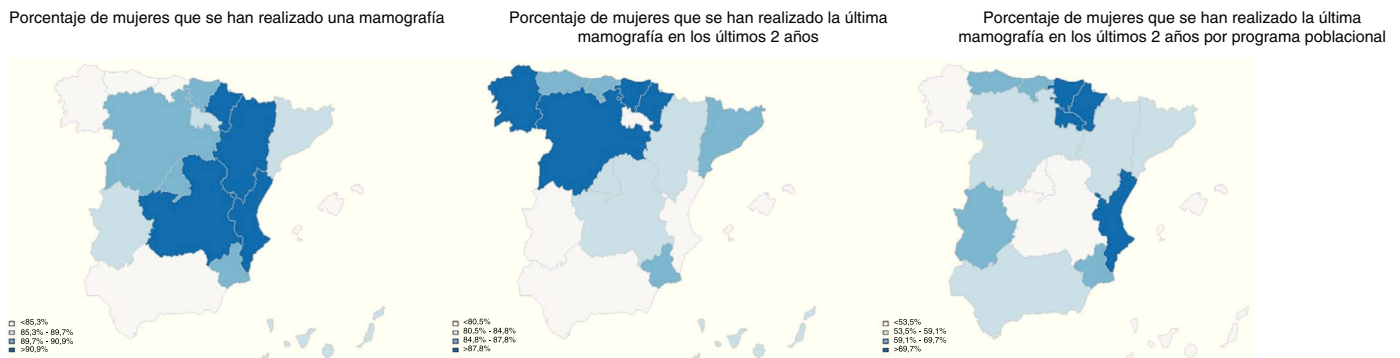 Porcentaje de mujeres que se han realizado una mamografía
<85,3%
85,3% - 89,7%
89,7% - 90,9%
>90,9%
Porcentaje de mujeres que se han realizado la última
mamografía en los últimos 2 años
<80,5%
80,5% - 84,8%
84,8% - 87,8%
>87,8%
Porcentaje de mujeres que se han realizado la última
mamografía en los últimos 2 años por programa poblacional
<53,5%
53,5% - 59,1%
59,1% - 69,7%
>69,7%